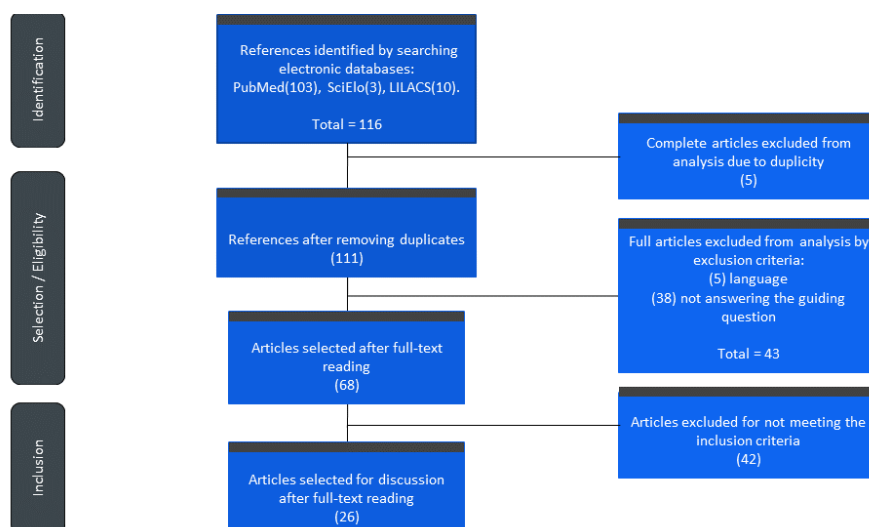 Identification
References identified by searching
electronic databases:
PubMed(103), SciElo(3), LILACS(10).
Total = 116
Complete articles excluded from
analysis due to duplicity
(5)
Selection / Eligibility
References after removing duplicates
(111)
Full articles excluded from analysis by
exclusion criteria:
(5) language
(38) not answering the guiding
question
Total = 43
Articles selected after full-text
reading
(68)
Inclusion
Articles excluded for not meeting the
inclusion criteria
(42)
Articles selected for discussion
after full-text reading
(26)